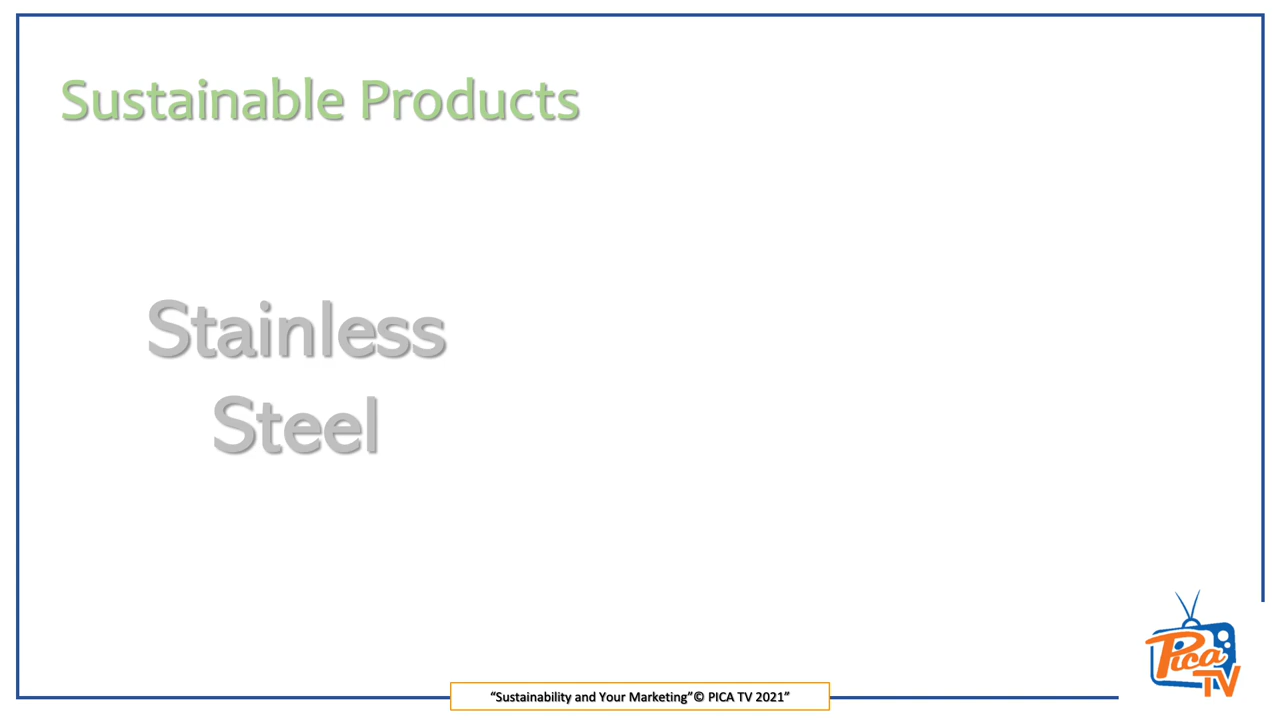 Sustainable Products
Stainless
Steel
Pica
TV
“Sustainability and Your Marketing”© PICA TV 2021”